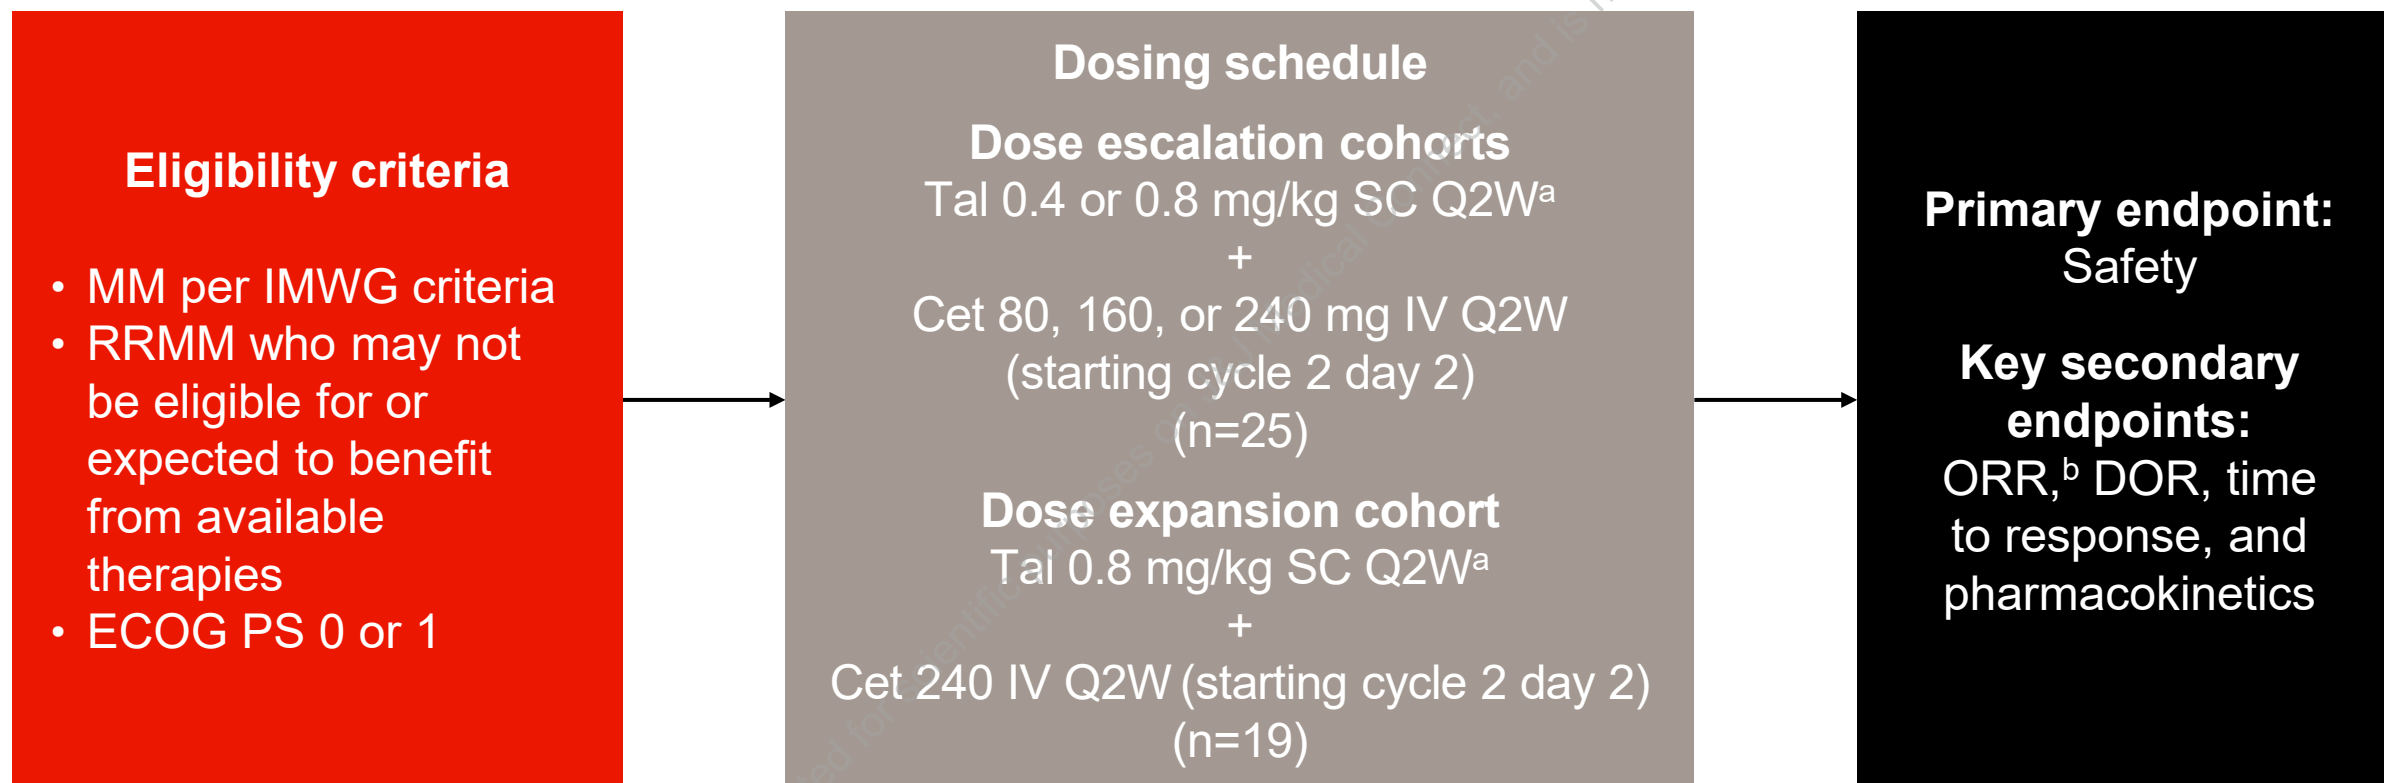 Eligibility criteria
• MM per IMWG criteria
• RRMM who may not
be eligible for or
expected to benefit
from available
therapies
• ECOG PS 0 or 1
Dosing schedule
Dose escalation cohorts
Tal 0.4 or 0.8 mg/kg SC Q2Wᵃ
+
Cet 80, 160, or 240 mg IV Q2W
(starting cycle 2 day 2)
(n=25)
Dose expansion cohort
Tal 0.8 mg/kg SC Q2Wᵃ
+
Cet 240 IV Q2W (starting cycle 2 day 2)
(n=19)
Primary endpoint:
Safety
Key secondary
endpoints:
ORR,ᵇ DOR, time
to response, and
pharmacokinetics